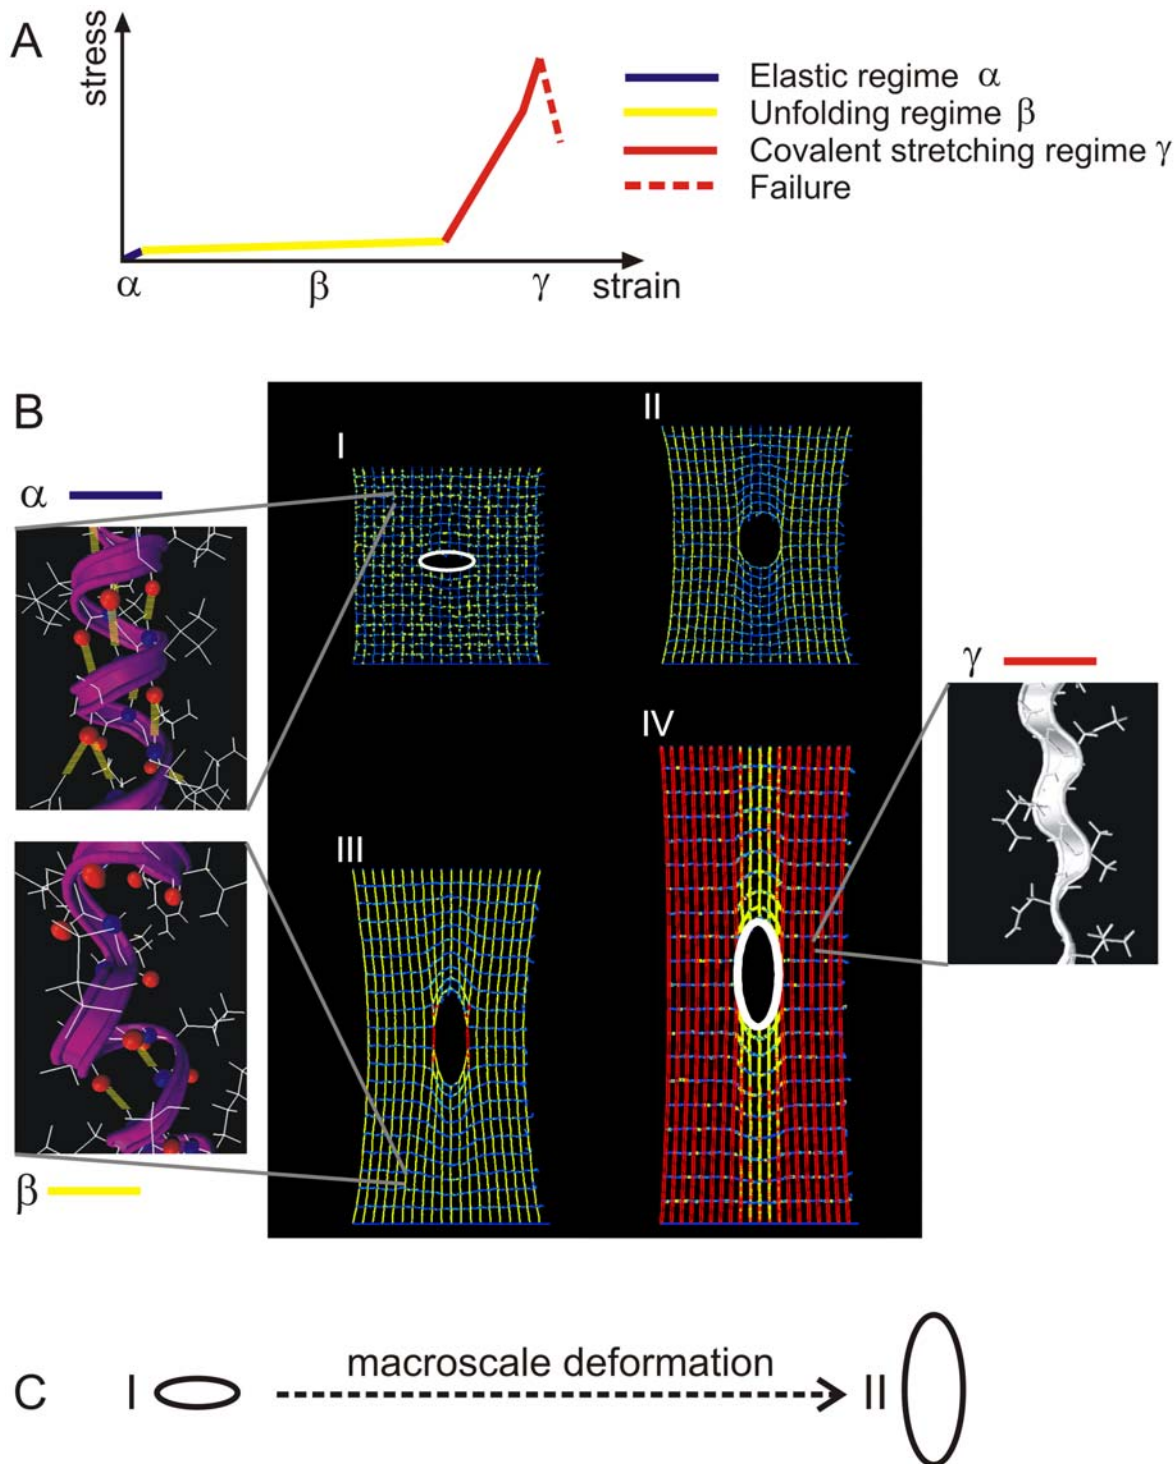 A
stress
Elastic regime α
Unfolding regime β
Covalent stretching regime γ
Failure
α
β
γ
strain
B
I
II
α
γ
IV
III
β
macroscale deformation
C
I
II